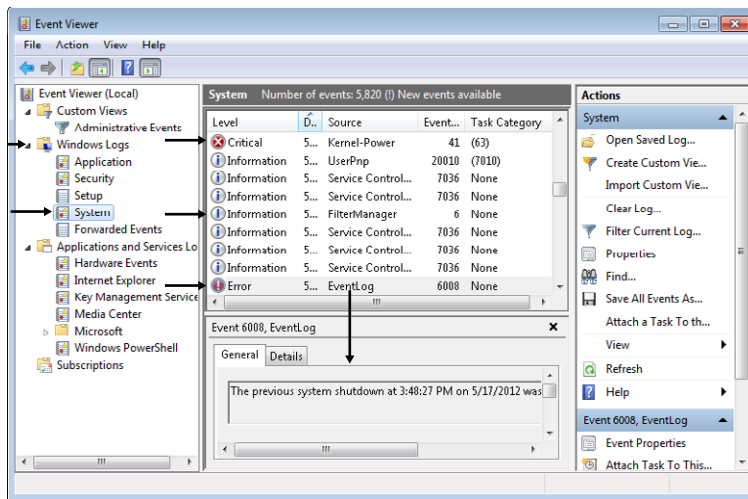 Event Viewer
File Action View Help
Event Viewer (Local)
Custom Views
Administrative Events
Windows Logs
Application
Security
Setup
System
Forwarded Events
Applications and Services Lo
Hardware Events
Internet Explorer
Key Management Service
Media Center
Microsoft
Windows PowerShell
Subscriptions
System Number of events: 5,820 (!) New events available
Level D.. Source Event... Task Category
Critical 5... Kernel-Power 41 (63)
Information 5... UserPnp 20010 (7010)
Information 5... Service Control... 7036 None
Information 5... Service Control... 7036 None
Information 5... FilterManager 6 None
Information 5... Service Control... 7036 None
Information 5... Service Control... 7036 None
Information 5... Service Control... 7036 None
Error 5... EventLog 6008 None
Event 6008, EventLog
General Details
The previous system shutdown at 3:48:27 PM on 5/17/2012 was
Actions
System
Open Saved Log...
Create Custom Vie...
Import Custom Vie...
Clear Log...
Filter Current Log...
Properties
Find...
Save All Events As...
Attach a Task To th...
View
Refresh
Help
Event 6008, EventLog
Event Properties
Attach Task To This...